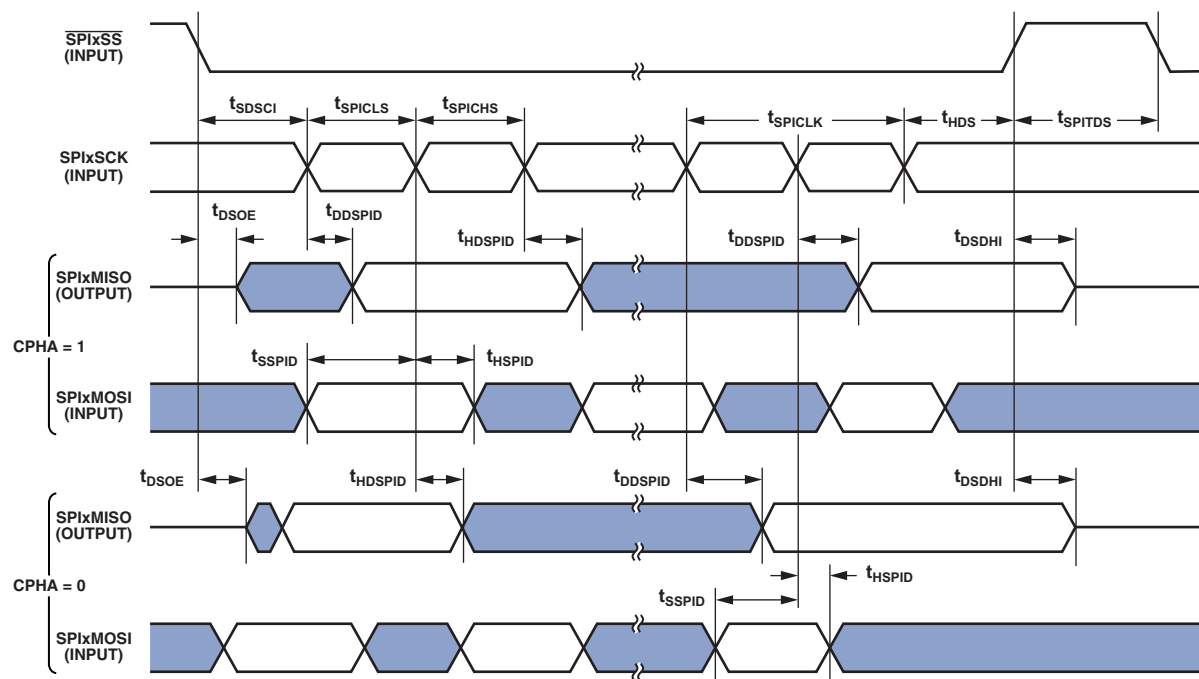 SPIxSS
(INPUT)
tSDSCI
tSPICLS
tSPICHS
tSPICLK
tHDS
tSPITDS
SPIxSCK
(INPUT)
tDSOE
tDDSPID
tHDSPID
tDDSPID
tDSDHI
SPIxMISO
(OUTPUT)
CPHA = 1
tSSPID
tHSPID
SPIxMOSI
(INPUT)
tDSOE
tHDSPID
tDDSPID
tDSDHI
SPIxMISO
(OUTPUT)
CPHA = 0
tHSPID
tSSPID
SPIxMOSI
(INPUT)